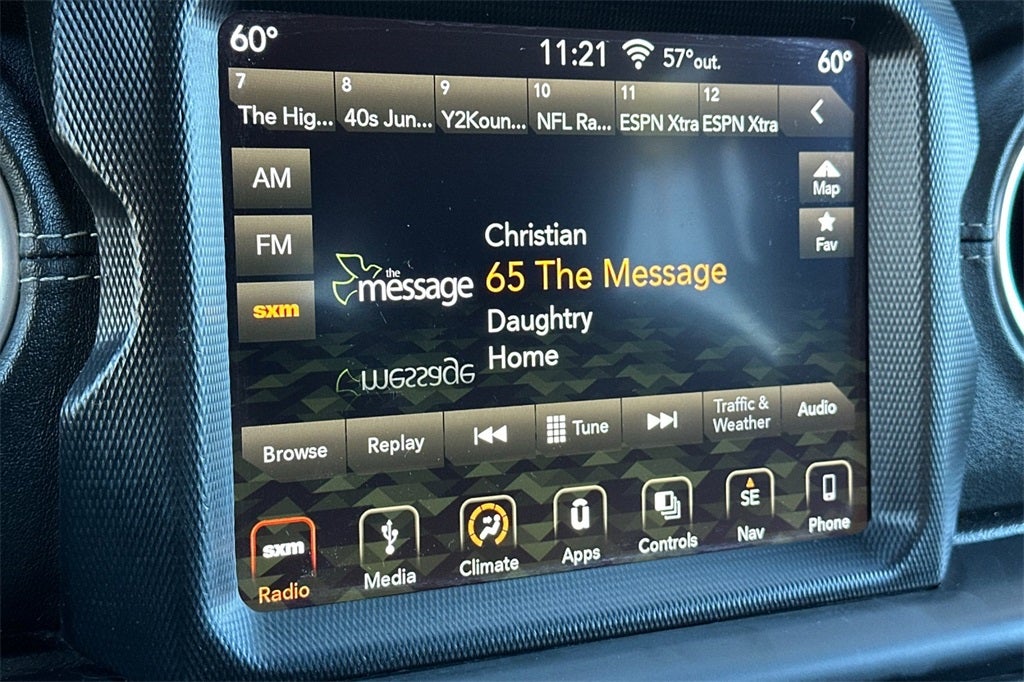 60°
11:21
57°out.
60°
7
The Hig...
8
40s Jun...
9
Y2Koun...
10
NFL Ra...
11
ESPN Xtra
12
ESPN Xtra
AM
FM
sxm
the
message
Christian
65 The Message
Daughtry
Home
message
Map
Fav
Browse
Replay
Tune
Traffic &
Weather
Audio
sxm
Radio
Media
Climate
u
Apps
Controls
SE
Nav
Phone